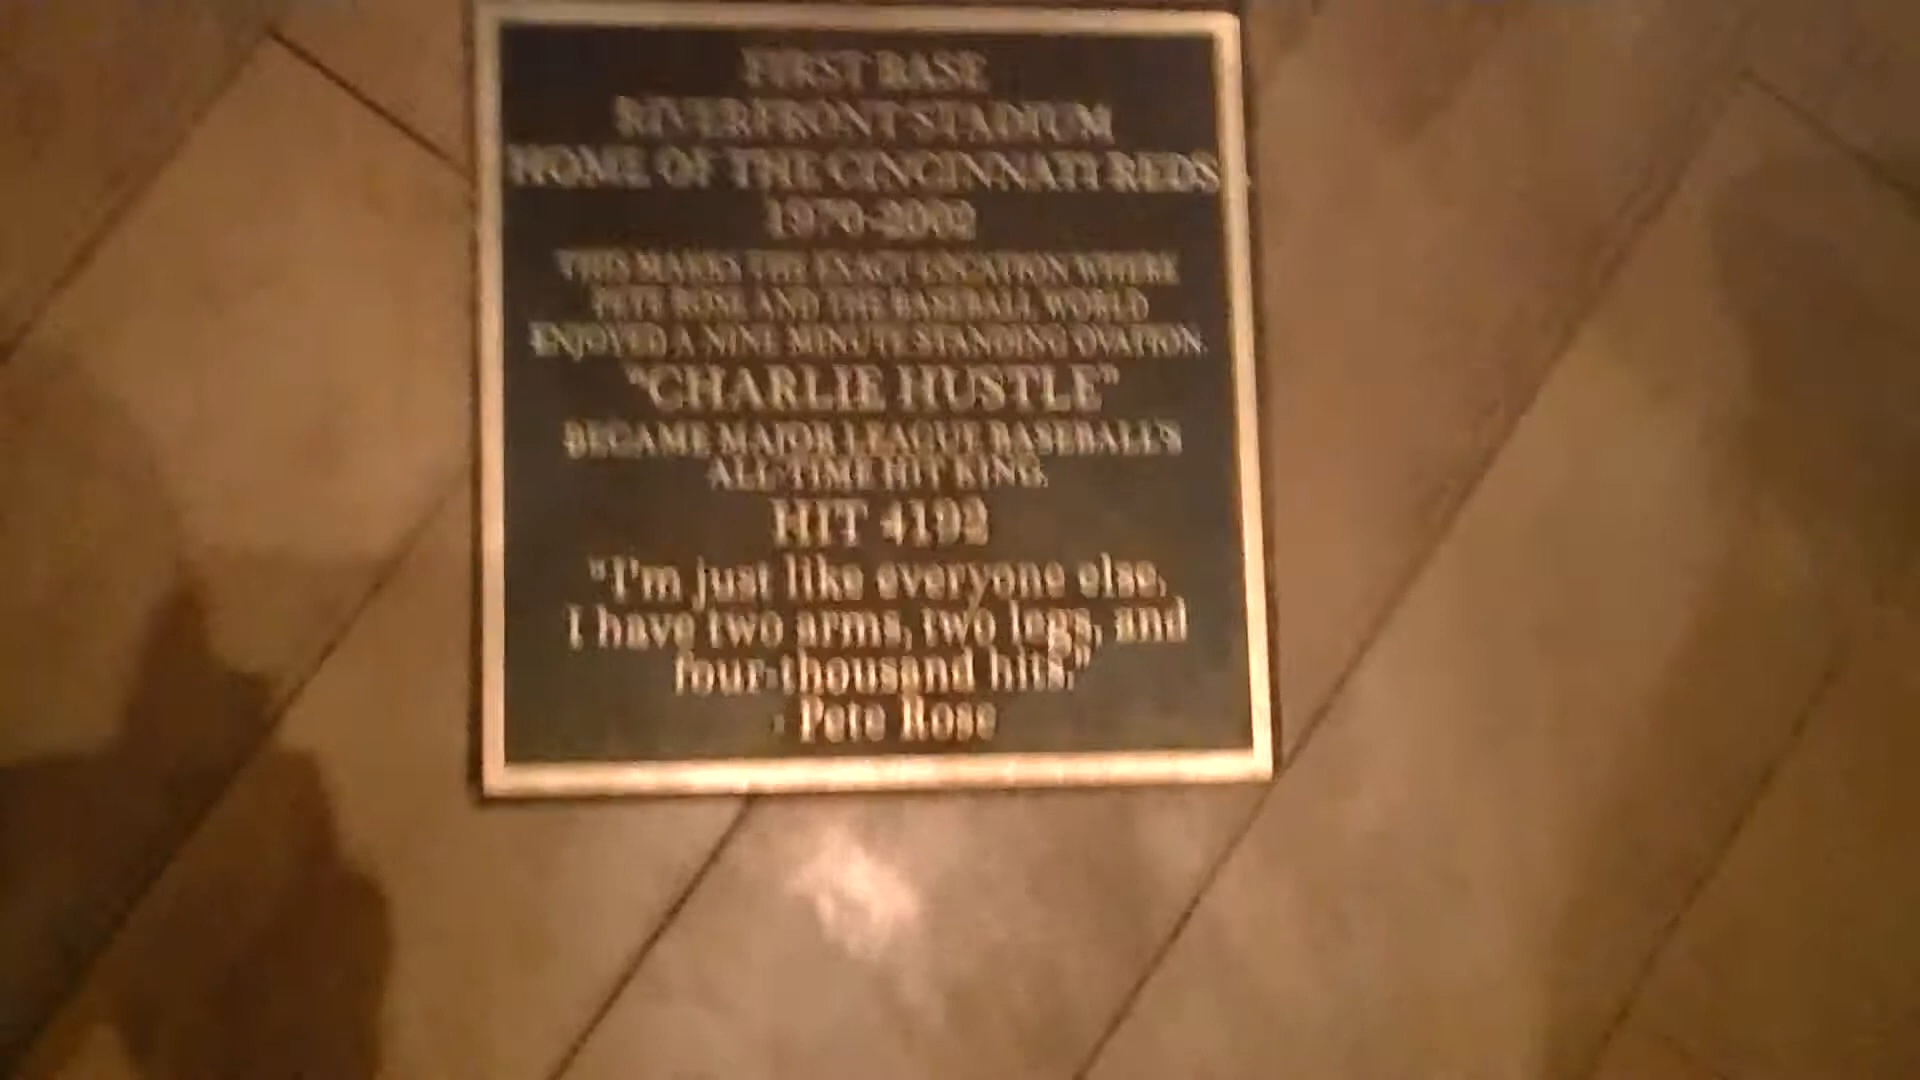 FIRST BASE
RIVERFRONT STADIUM
HOME OF THE CINCINNATI REDS
1970-2002
THIS MARKS THE EXACT LOCATION WHERE
PETE ROSE AND THE BASEBALL WORLD
ENJOYED A NINE MINUTE STANDING OVATION.
"CHARLIE HUSTLE"
BECAME MAJOR LEAGUE BASEBALL'S
ALL-TIME HIT KING.
HIT 4192
"I'm just like everyone else,
I have two arms, two legs, and
four-thousand hits."
- Pete Rose